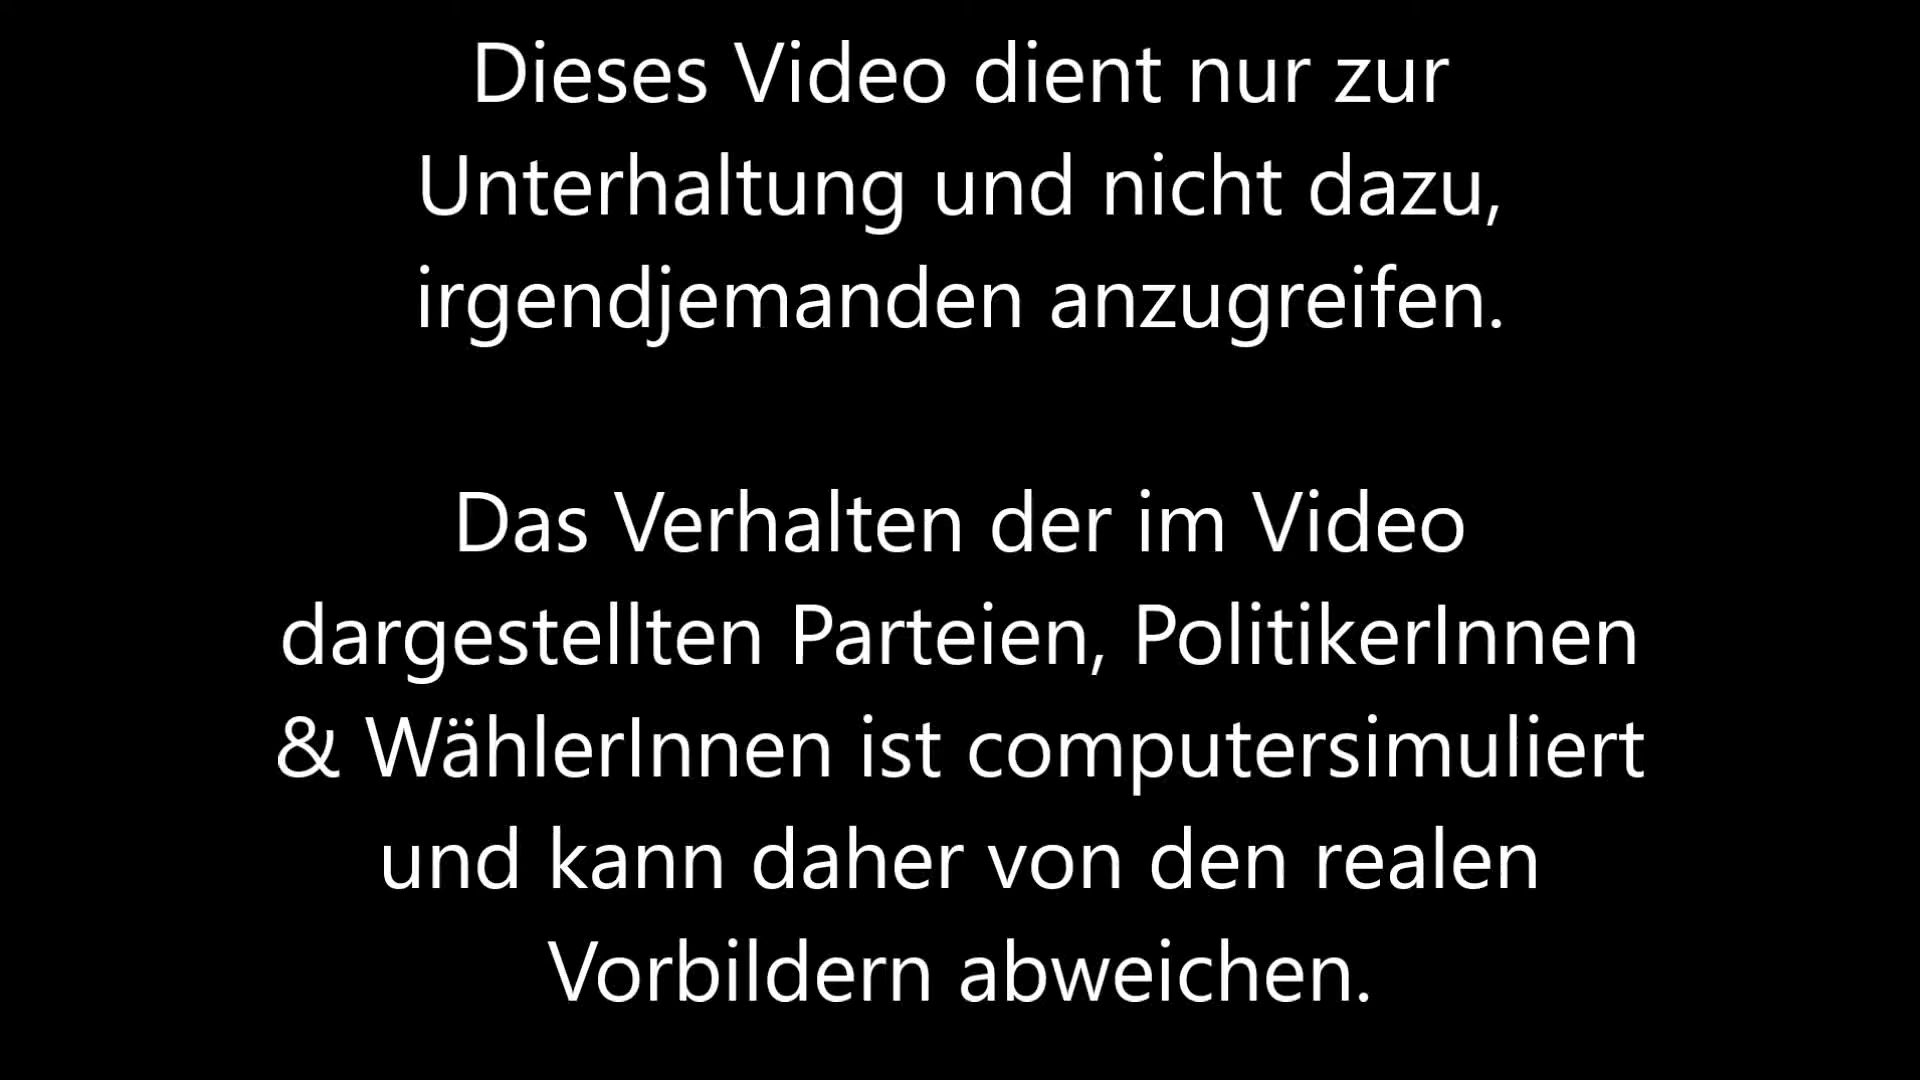 Dieses Video dient nur zur
Unterhaltung und nicht dazu,
irgendjemanden anzugreifen.
Das Verhalten der im Video
dargestellten Parteien, PolitikerInnen
& WählerInnen ist computersimuliert
und kann daher von den realen
Vorbildern abweichen.